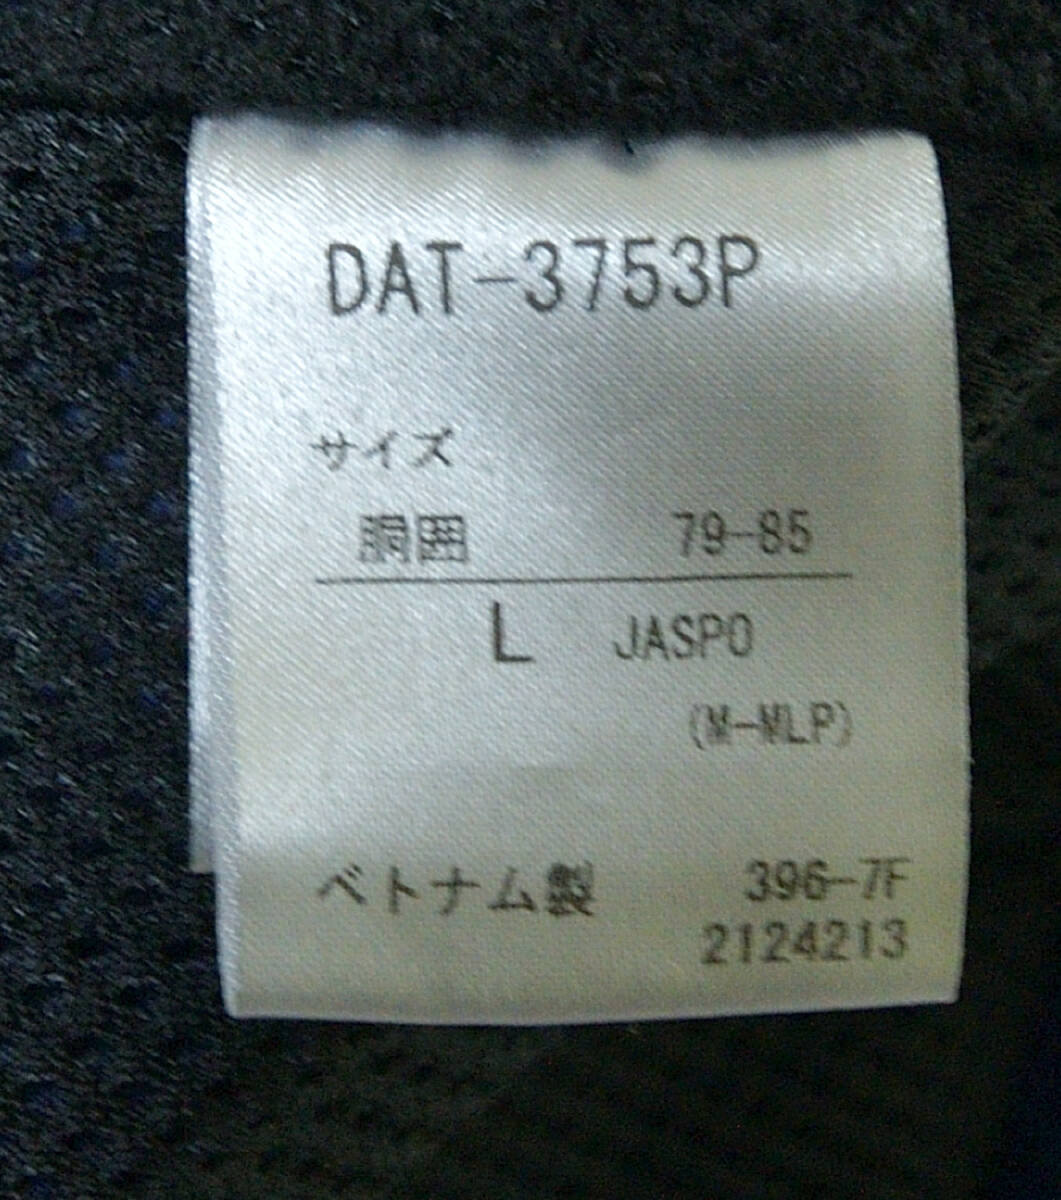 DAT-3753P
サイズ
胴囲 79-85
L JASPO
(M-MLP)
ベトナム製 396-7F
2124213